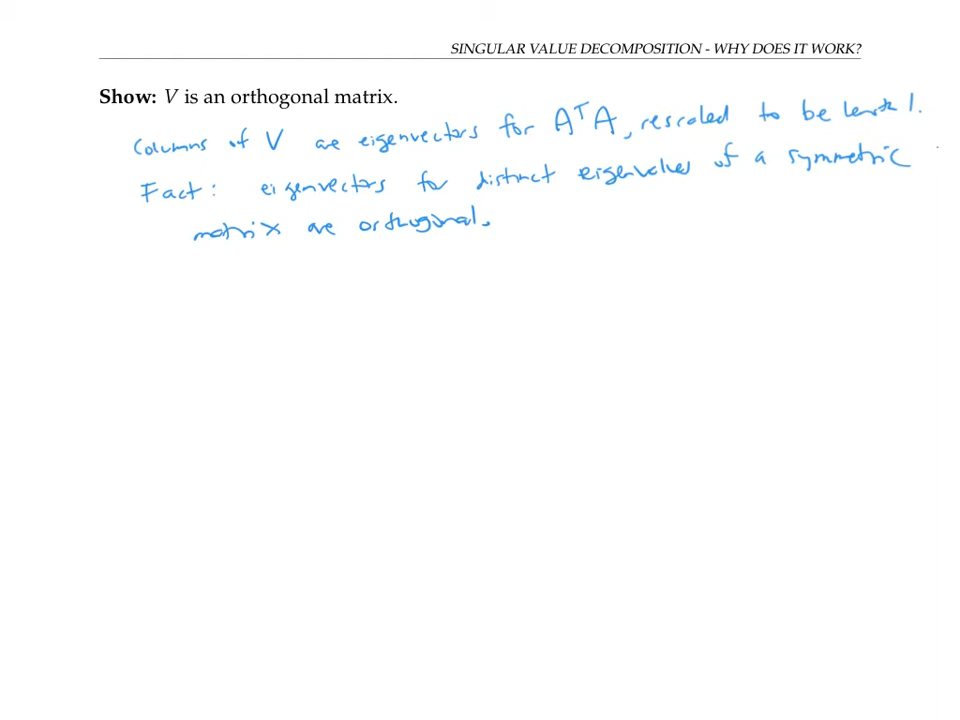 SINGULAR VALUE DECOMPOSITION - WHY DOES IT WORK?
Show: V is an orthogonal matrix.
Columns of V are eigenvectors for AᵀA, rescaled to be length 1.
Fact: eigenvectors for distinct eigenvalues of a symmetric
matrix are orthogonal.